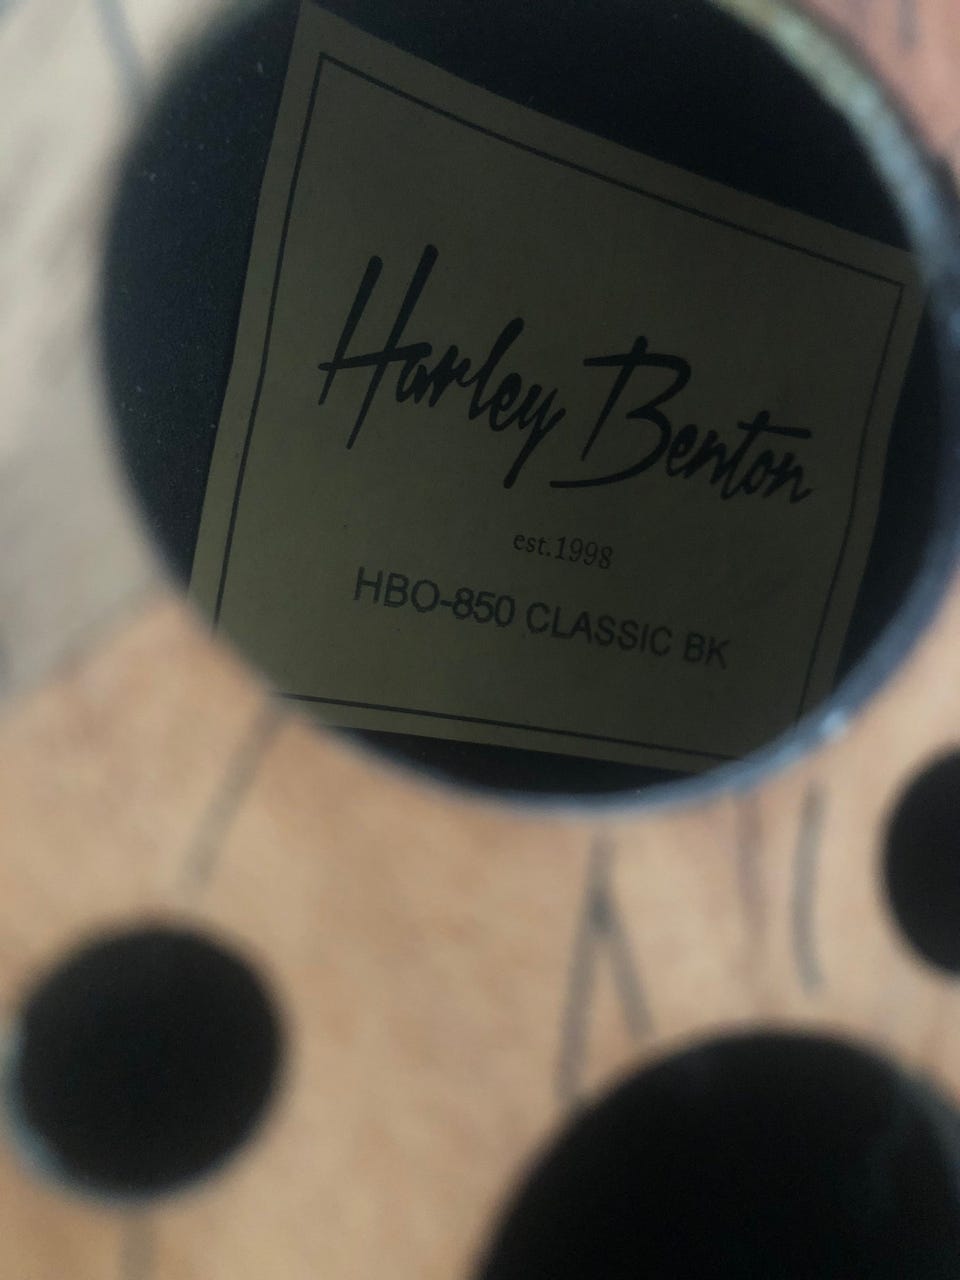 Harley Benton
est.1998
HBO-850 CLASSIC BK